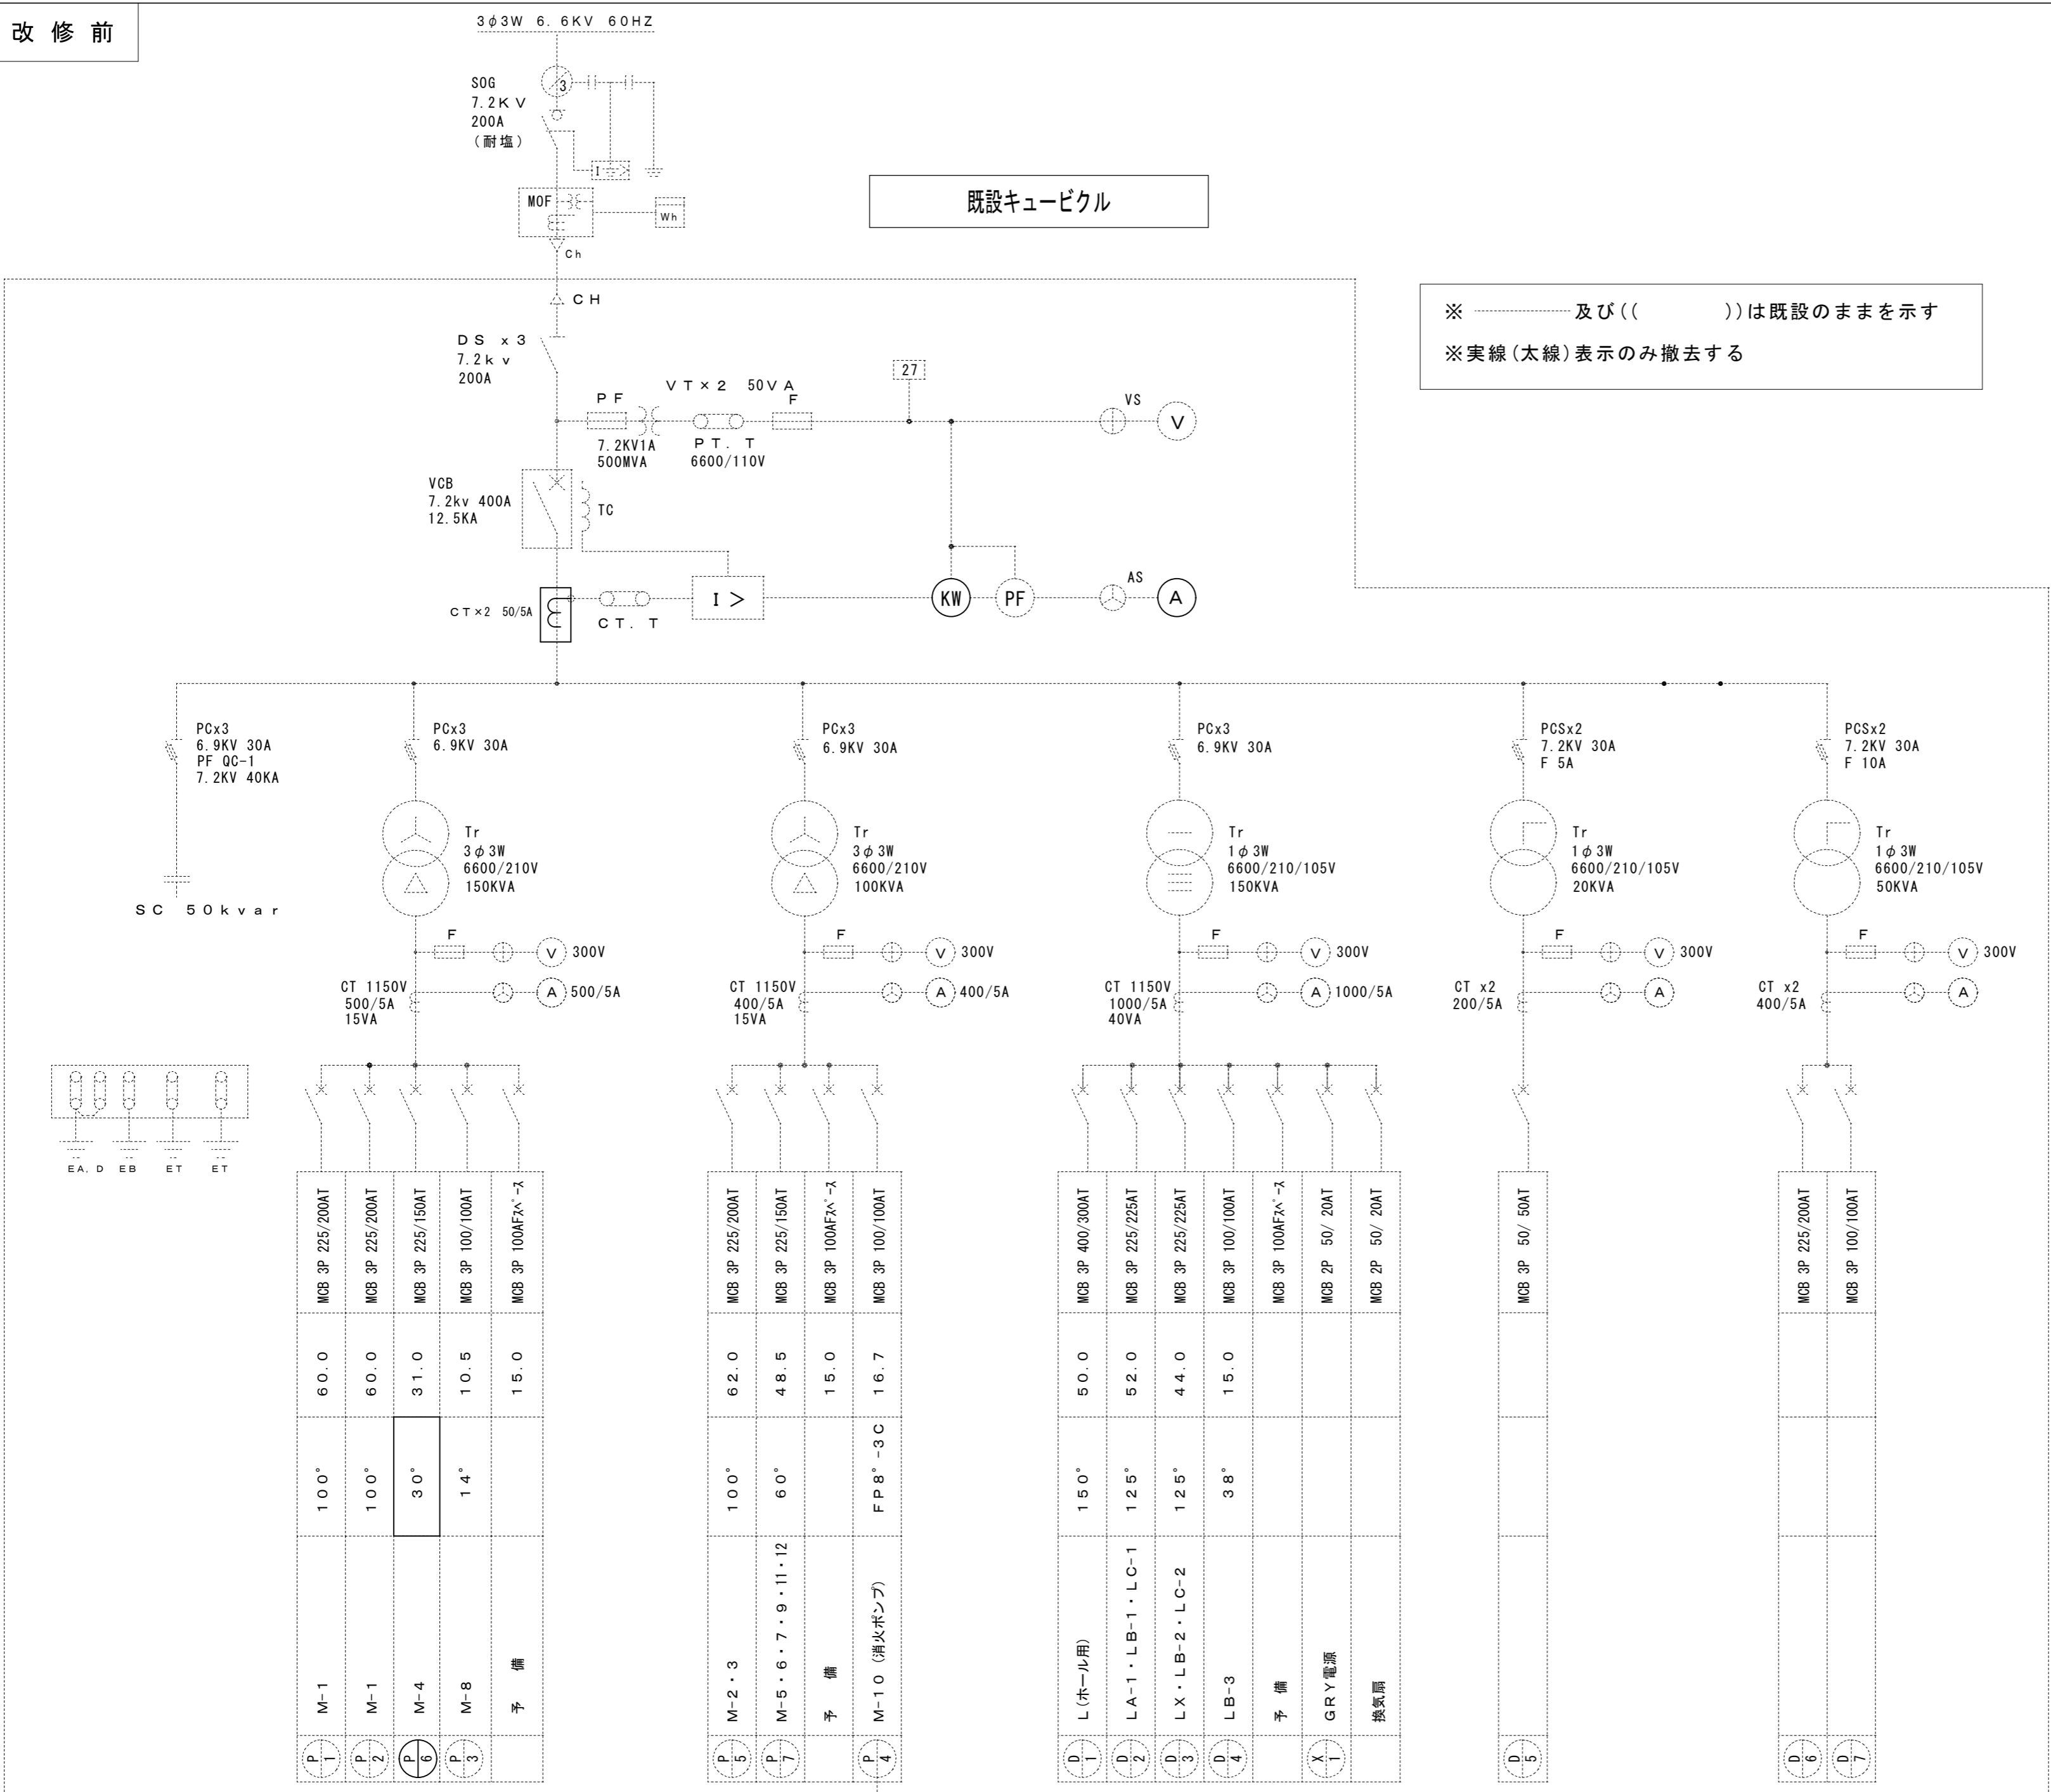 改修前
3φ3W 6.6KV 60HZ
SOG
7.2KV
200A
(耐塩)
3
I >
MOF
Wh
Ch
既設キュービクル
※ 及び(( ))は既設のままを示す
※実線(太線)表示のみ撤去する
CH
DS x3
7.2kv
200A
PF
7.2KV1A
500MVA
VT×2 50VA
PT. T
6600/110V
F
27
VS
V
VCB
7.2kv 400A
12.5KA
TC
CT×2 50/5A
CT. T
I >
KW
PF
AS
A
PCx3
6.9KV 30A
PF QC-1
7.2KV 40KA
SC 50kvar
PCx3
6.9KV 30A
Tr
3φ3W
6600/210V
150KVA
F
V 300V
CT 1150V
500/5A
15VA
A 500/5A
PCx3
6.9KV 30A
Tr
3φ3W
6600/210V
100KVA
F
V 300V
CT 1150V
400/5A
15VA
A 400/5A
PCx3
6.9KV 30A
Tr
1φ3W
6600/210/105V
150KVA
F
V 300V
CT 1150V
1000/5A
40VA
A 1000/5A
PCSx2
7.2KV 30A
F 5A
Tr
1φ3W
6600/210/105V
20KVA
F
V 300V
CT x2
200/5A
A
PCSx2
7.2KV 30A
F 10A
Tr
1φ3W
6600/210/105V
50KVA
F
V 300V
CT x2
400/5A
A
EA. D EB ET ET
MCB 3P 225/200AT
60.0
100°
M-1
P 1
MCB 3P 225/200AT
60.0
100°
M-1
P 2
MCB 3P 225/150AT
31.0
30°
M-4
P 6
MCB 3P 100/100AT
10.5
14°
M-8
P 3
MCB 3P 100AFスペース
15.0
予 備
MCB 3P 225/200AT
62.0
100°
M-2・3
P 5
MCB 3P 225/150AT
48.5
60°
M-5・6・7・9・11・12
P 7
MCB 3P 100AFスペース
15.0
予 備
MCB 3P 100/100AT
16.7
FP8°-3C
M-10 (消火ポンプ)
P 4
MCB 3P 400/300AT
50.0
150°
L(ホール用)
D 1
MCB 3P 225/225AT
52.0
125°
LA-1・LB-1・LC-1
D 2
MCB 3P 225/225AT
44.0
125°
LX・LB-2・LC-2
D 3
MCB 3P 100/100AT
15.0
38°
LB-3
D 4
MCB 3P 100AFスペース
予 備
MCB 2P 50/ 20AT
GRY電源
X 1
MCB 2P 50/ 20AT
換気扇
MCB 3P 50/ 50AT
D 5
MCB 3P 225/200AT
D 6
MCB 3P 100/100AT
D 7